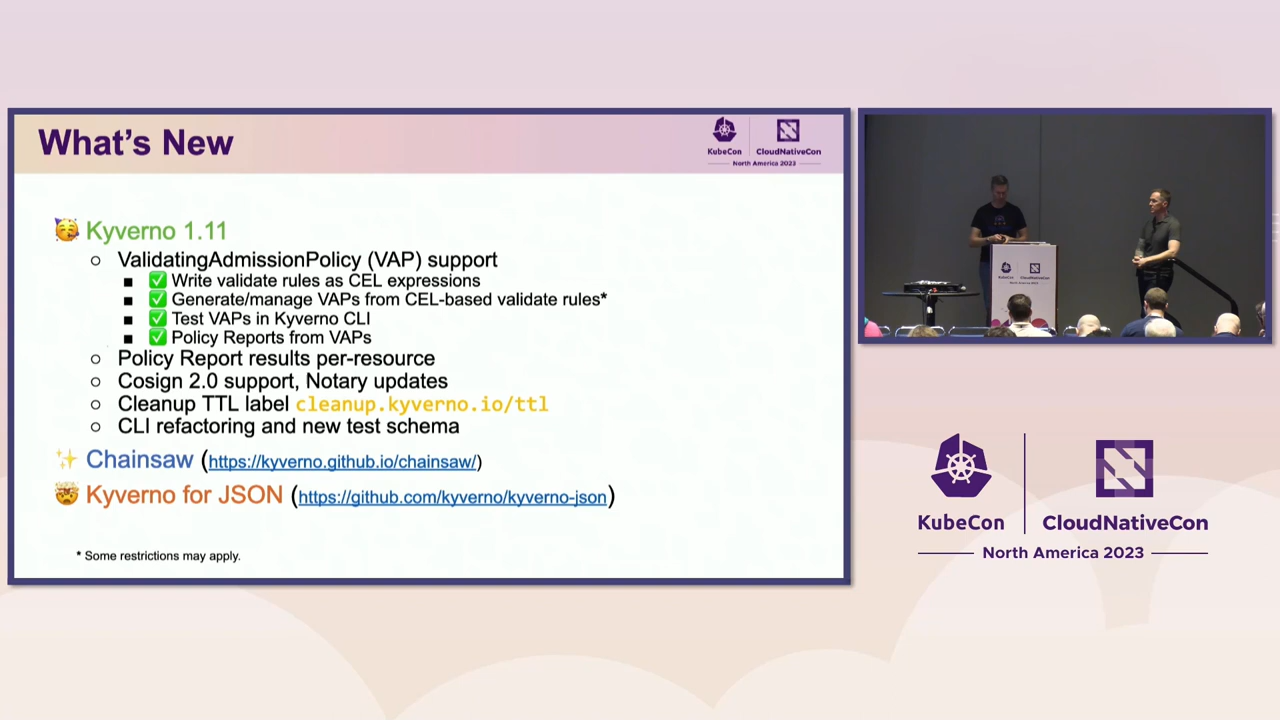 What's New
KubeCon
CloudNativeCon
North America 2023
🥳 Kyverno 1.11
○ ValidatingAdmissionPolicy (VAP) support
■ ✅ Write validate rules as CEL expressions
■ ✅ Generate/manage VAPs from CEL-based validate rules*
■ ✅ Test VAPs in Kyverno CLI
■ ✅ Policy Reports from VAPs
○ Policy Report results per-resource
○ Cosign 2.0 support, Notary updates
○ Cleanup TTL label cleanup.kyverno.io/ttl
○ CLI refactoring and new test schema
✨ Chainsaw (https://kyverno.github.io/chainsaw/)
🤯 Kyverno for JSON (https://github.com/kyverno/kyverno-json)
* Some restrictions may apply.
KubeCon
CloudNativeCon
North America 2023